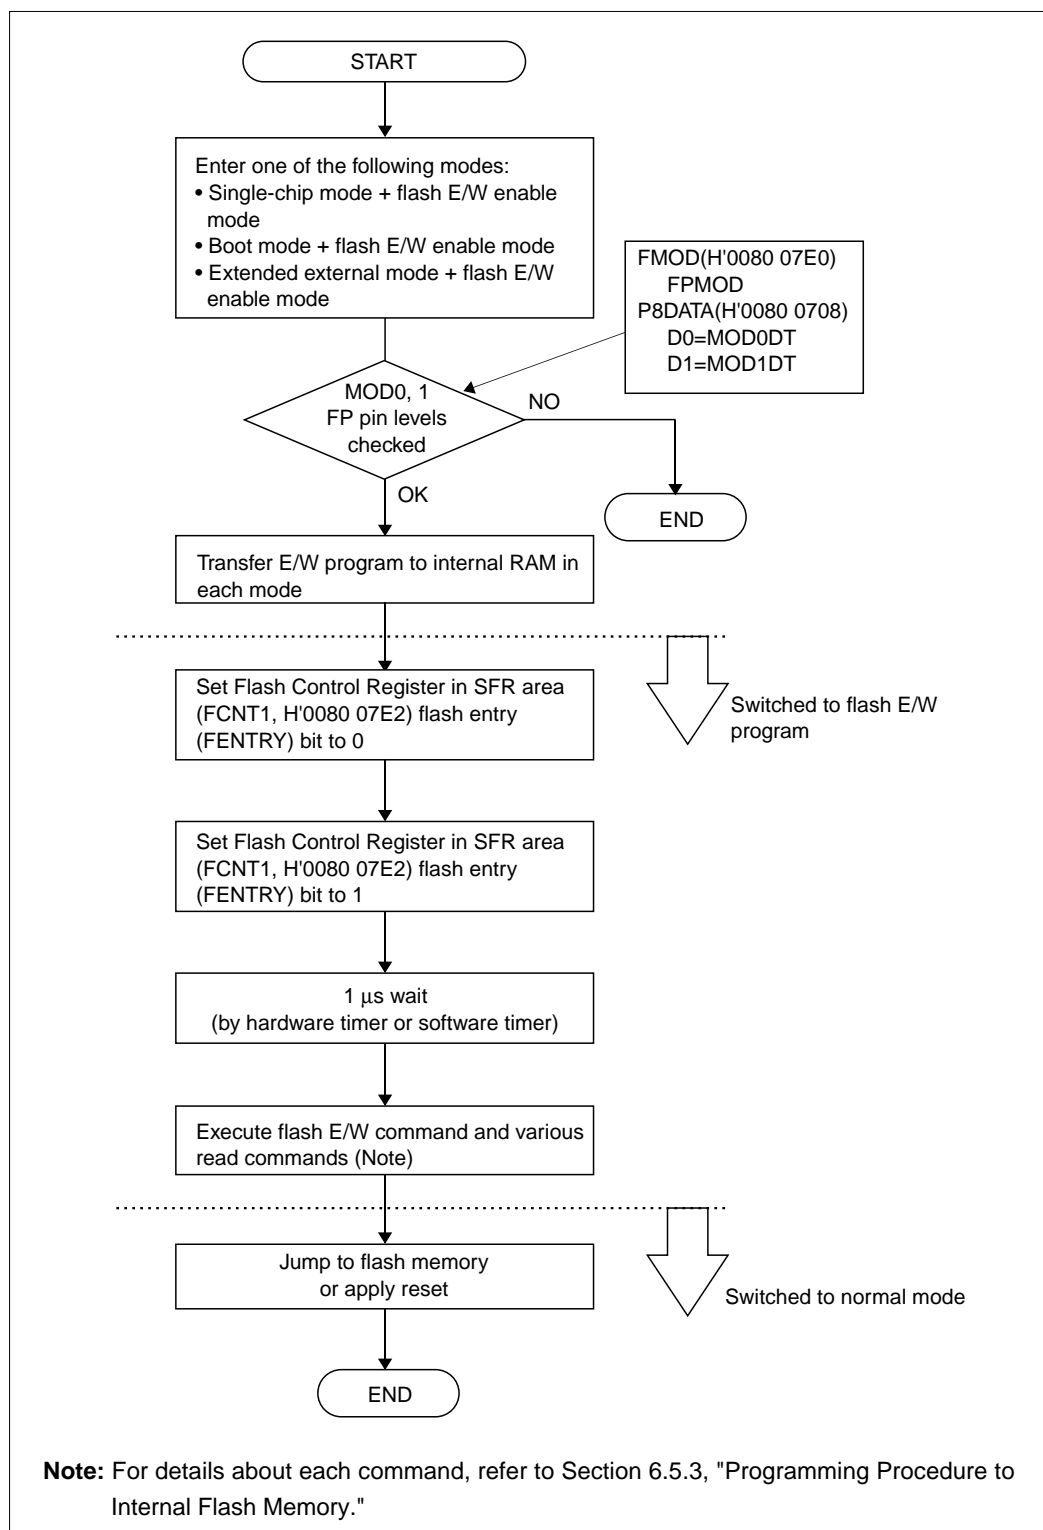 START
Enter one of the following modes:
• Single-chip mode + flash E/W enable
mode
• Boot mode + flash E/W enable mode
• Extended external mode + flash E/W
enable mode
FMOD(H'0080 07E0)
FPMOD
P8DATA(H'0080 0708)
D0=MOD0DT
D1=MOD1DT
MOD0, 1
FP pin levels
checked
NO
OK
END
Transfer E/W program to internal RAM in
each mode
Set Flash Control Register in SFR area
(FCNT1, H'0080 07E2) flash entry
(FENTRY) bit to 0
Switched to flash E/W
program
Set Flash Control Register in SFR area
(FCNT1, H'0080 07E2) flash entry
(FENTRY) bit to 1
1 μs wait
(by hardware timer or software timer)
Execute flash E/W command and various
read commands (Note)
Jump to flash memory
or apply reset
Switched to normal mode
END
Note: For details about each command, refer to Section 6.5.3, "Programming Procedure to
Internal Flash Memory."